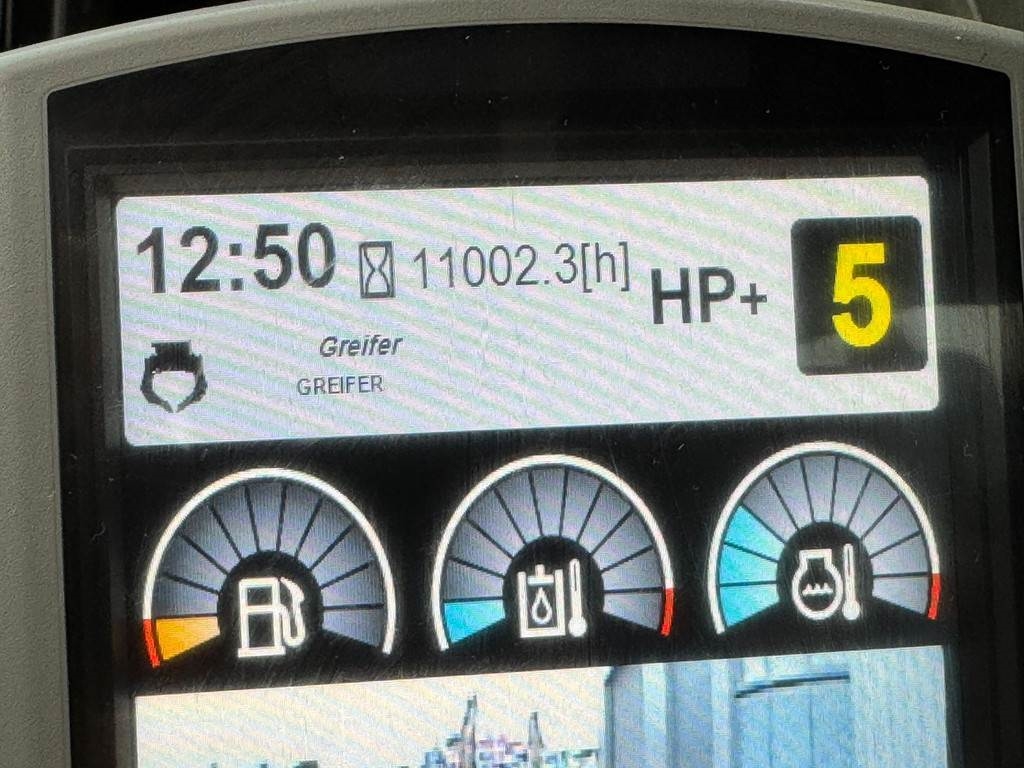 12:50 11002.3[h] HP+ 5
Greifer
GREIFER